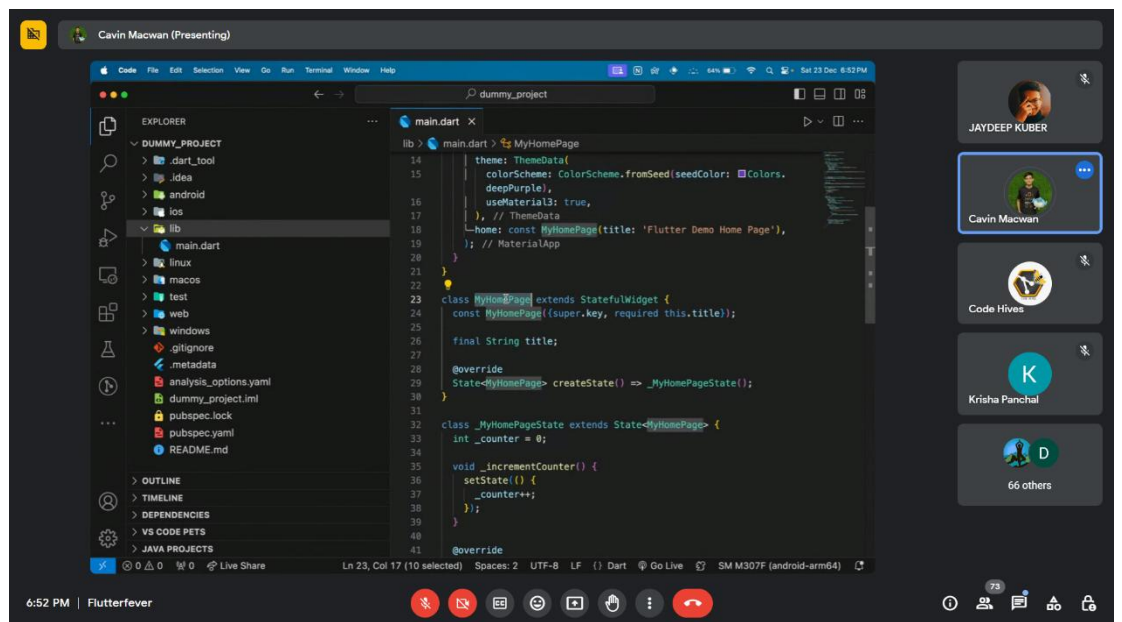 Cavin Macwan (Presenting)
Code File Edit Selection View Go Run Terminal Window Help
64% Sat 23 Dec 6:52 PM
dummy_project
EXPLORER
DUMMY_PROJECT
.dart_tool
.idea
android
ios
lib
main.dart
linux
macos
test
web
windows
.gitignore
.metadata
analysis_options.yaml
dummy_project.iml
pubspec.lock
pubspec.yaml
README.md
OUTLINE
TIMELINE
DEPENDENCIES
VS CODE PETS
JAVA PROJECTS
main.dart
lib > main.dart > MyHomePage
14 theme: ThemeData(
15 colorScheme: ColorScheme.fromSeed(seedColor: Colors.
deepPurple),
16 useMaterial3: true,
17 ), // ThemeData
18 home: const MyHomePage(title: 'Flutter Demo Home Page'),
19 ); // MaterialApp
20 }
21 }
22
23 class MyHomePage extends StatefulWidget {
24 const MyHomePage({super.key, required this.title});
25
26 final String title;
27
28 @override
29 State<MyHomePage> createState() => _MyHomePageState();
30 }
31
32 class _MyHomePageState extends State<MyHomePage> {
33 int _counter = 0;
34
35 void _incrementCounter() {
36 setState(() {
37 _counter++;
38 });
39 }
40
41 @override
0 0 0 Live Share Ln 23, Col 17 (10 selected) Spaces: 2 UTF-8 LF {} Dart Go Live SM M307F (android-arm64)
JAYDEEP KUBER
Cavin Macwan
Code Hives
K
Krisha Panchal
D
66 others
6:52 PM | Flutterfever
CC
73